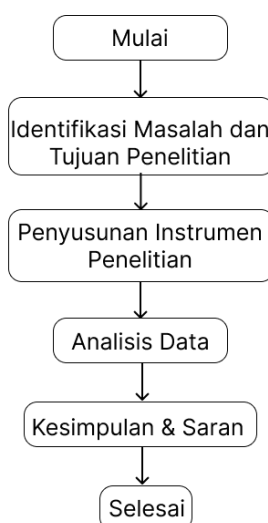 Mulai
Identifikasi Masalah dan
Tujuan Penelitian
Penyusunan Instrumen
Penelitian
Analisis Data
Kesimpulan & Saran
Selesai